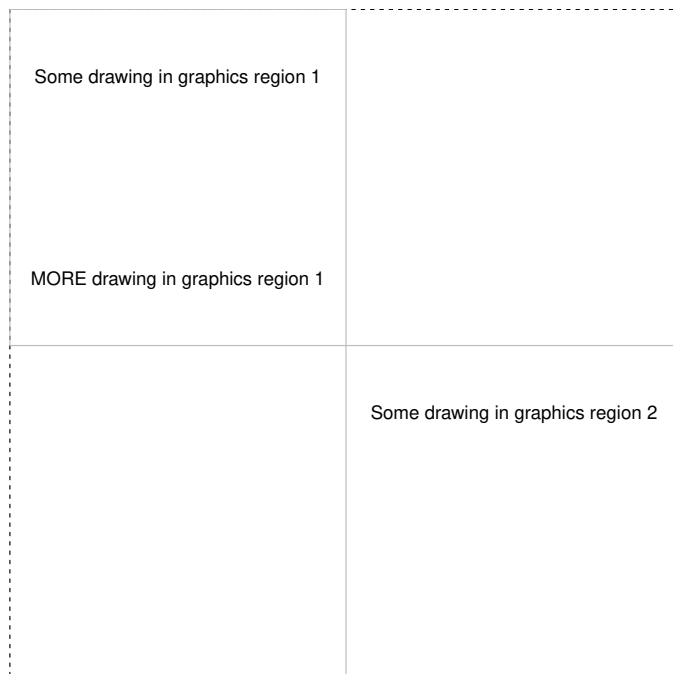 Some drawing in graphics region 1
MORE drawing in graphics region 1
Some drawing in graphics region 2